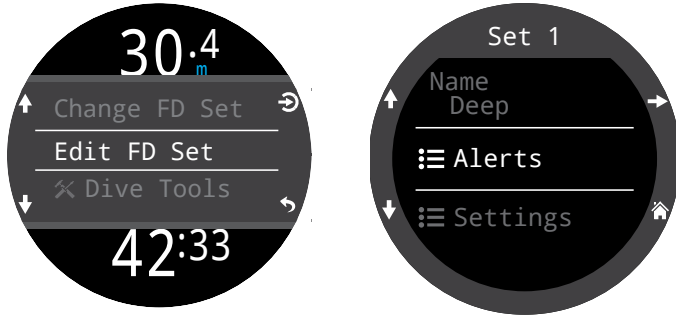 30.4
m
Change FD Set
Edit FD Set
Dive Tools
42:33
Set 1
Name
Deep
Alerts
Settings